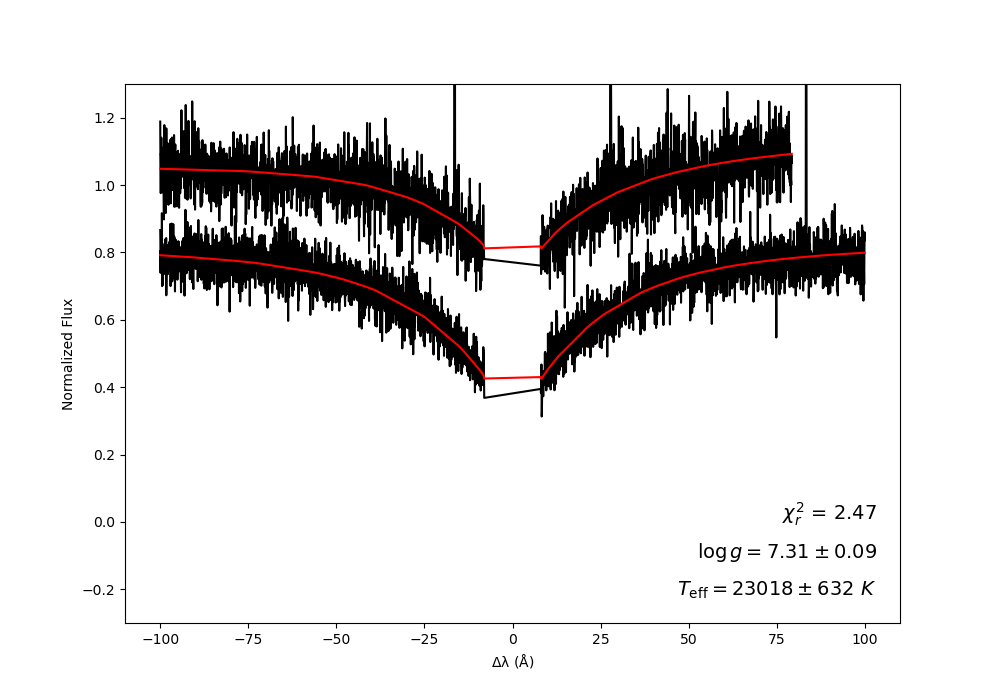 1.2
1.0
0.8
0.6
0.4
0.2
0.0
−0.2
Normalized Flux
χ²ᵣ = 2.47
log g = 7.31 ± 0.09
T_eff = 23018 ± 632 K
−100 −75 −50 −25 0 25 50 75 100
Δλ (Å)